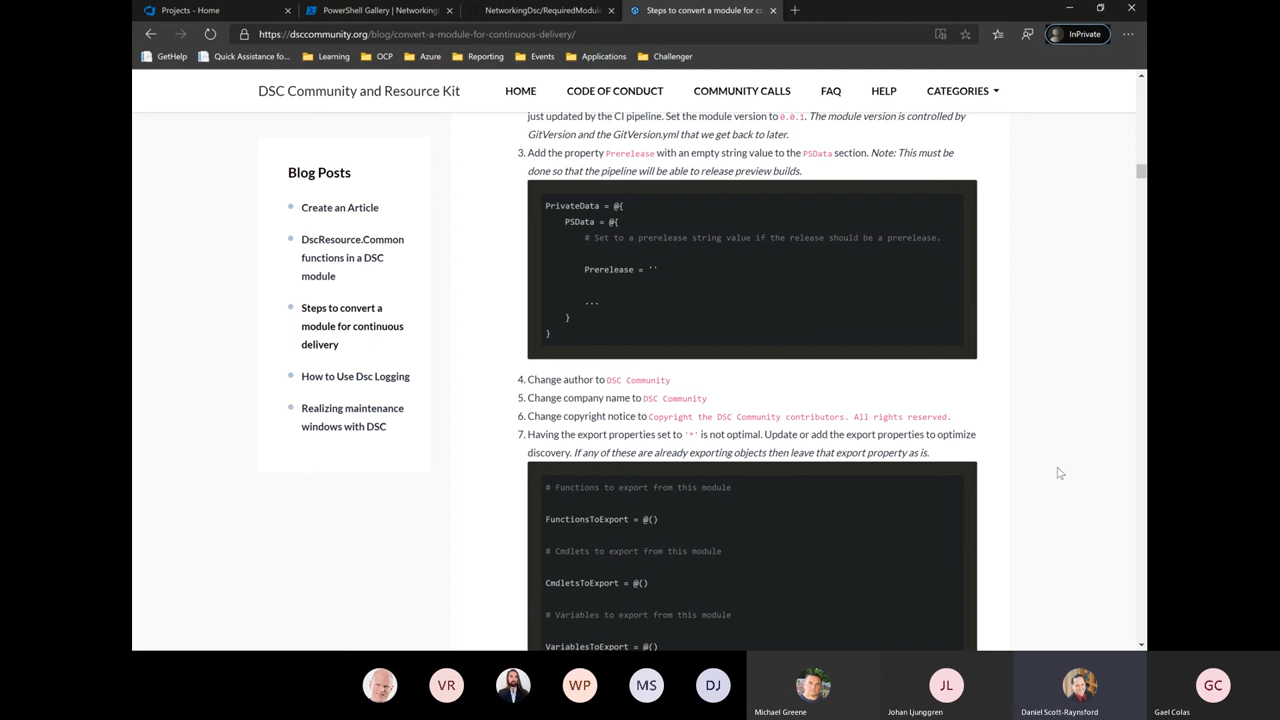 Projects - Home
PowerShell Gallery | Networking
NetworkingDsc/RequiredModule
Steps to convert a module for co
https://dsccommunity.org/blog/convert-a-module-for-continuous-delivery/
InPrivate
GetHelp
Quick Assistance fo...
Learning
OCP
Azure
Reporting
Events
Applications
Challenger
DSC Community and Resource Kit
HOME
CODE OF CONDUCT
COMMUNITY CALLS
FAQ
HELP
CATEGORIES
Blog Posts
Create an Article
DscResource.Common
functions in a DSC
module
Steps to convert a
module for continuous
delivery
How to Use Dsc Logging
Realizing maintenance
windows with DSC
just updated by the CI pipeline. Set the module version to 0.0.1. The module version is controlled by
GitVersion and the GitVersion.yml that we get back to later.
3. Add the property Prerelease with an empty string value to the PSData section. Note: This must be
done so that the pipeline will be able to release preview builds.
PrivateData = @{
PSData = @{
# Set to a prerelease string value if the release should be a prerelease.
Prerelease = ''
...
}
}
4. Change author to DSC Community
5. Change company name to DSC Community
6. Change copyright notice to Copyright the DSC Community contributors. All rights reserved.
7. Having the export properties set to '*' is not optimal. Update or add the export properties to optimize
discovery. If any of these are already exporting objects then leave that export property as is.
# Functions to export from this module
FunctionsToExport = @()
# Cmdlets to export from this module
CmdletsToExport = @()
# Variables to export from this module
VariablesToExport = @()
VR
WP
MS
DJ
Michael Greene
JL
Johan Ljunggren
Daniel Scott-Raynsford
GC
Gael Colas